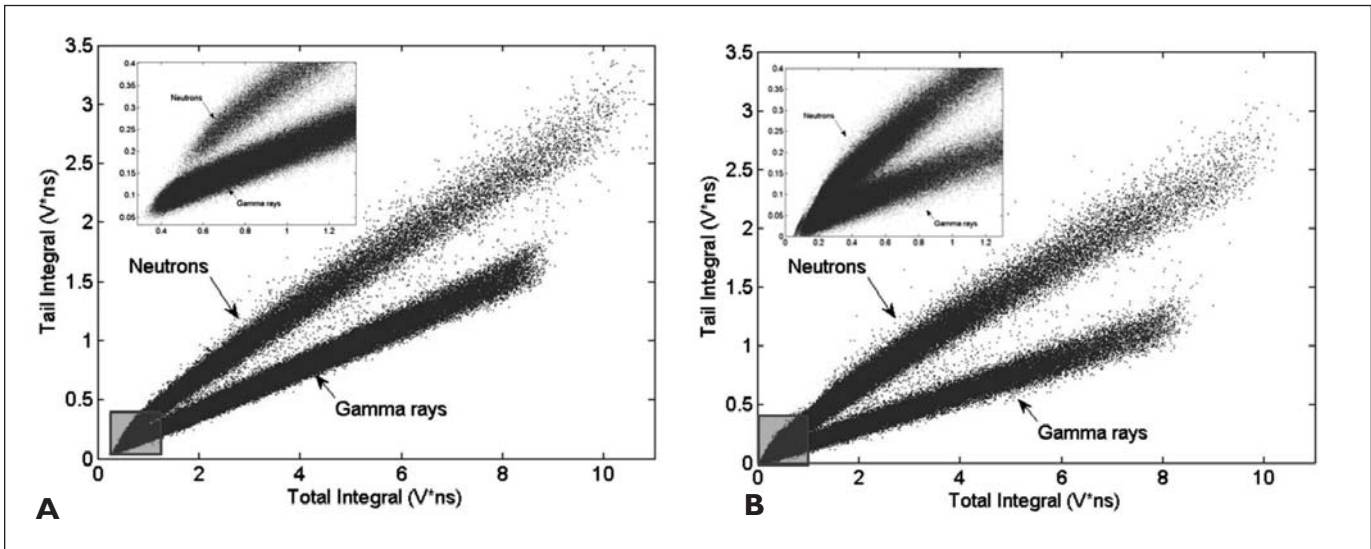 3.5
3
2.5
2
1.5
1
0.5
0
Tail Integral (V*ns)
0.4
0.35
0.3
0.25
0.2
0.15
0.1
0.05
0.4 0.6 0.8 1 1.2
Neutrons
Gamma rays
Neutrons
Gamma rays
0 2 4 6 8 10
Total Integral (V*ns)
A
3.5
3
2.5
2
1.5
1
0.5
0
Tail Integral (V*ns)
0.4
0.35
0.3
0.25
0.2
0.15
0.1
0.05
0
0 0.2 0.4 0.6 0.8 1 1.2
Neutrons
Gamma rays
Neutrons
Gamma rays
0 2 4 6 8 10
Total Integral (V*ns)
B